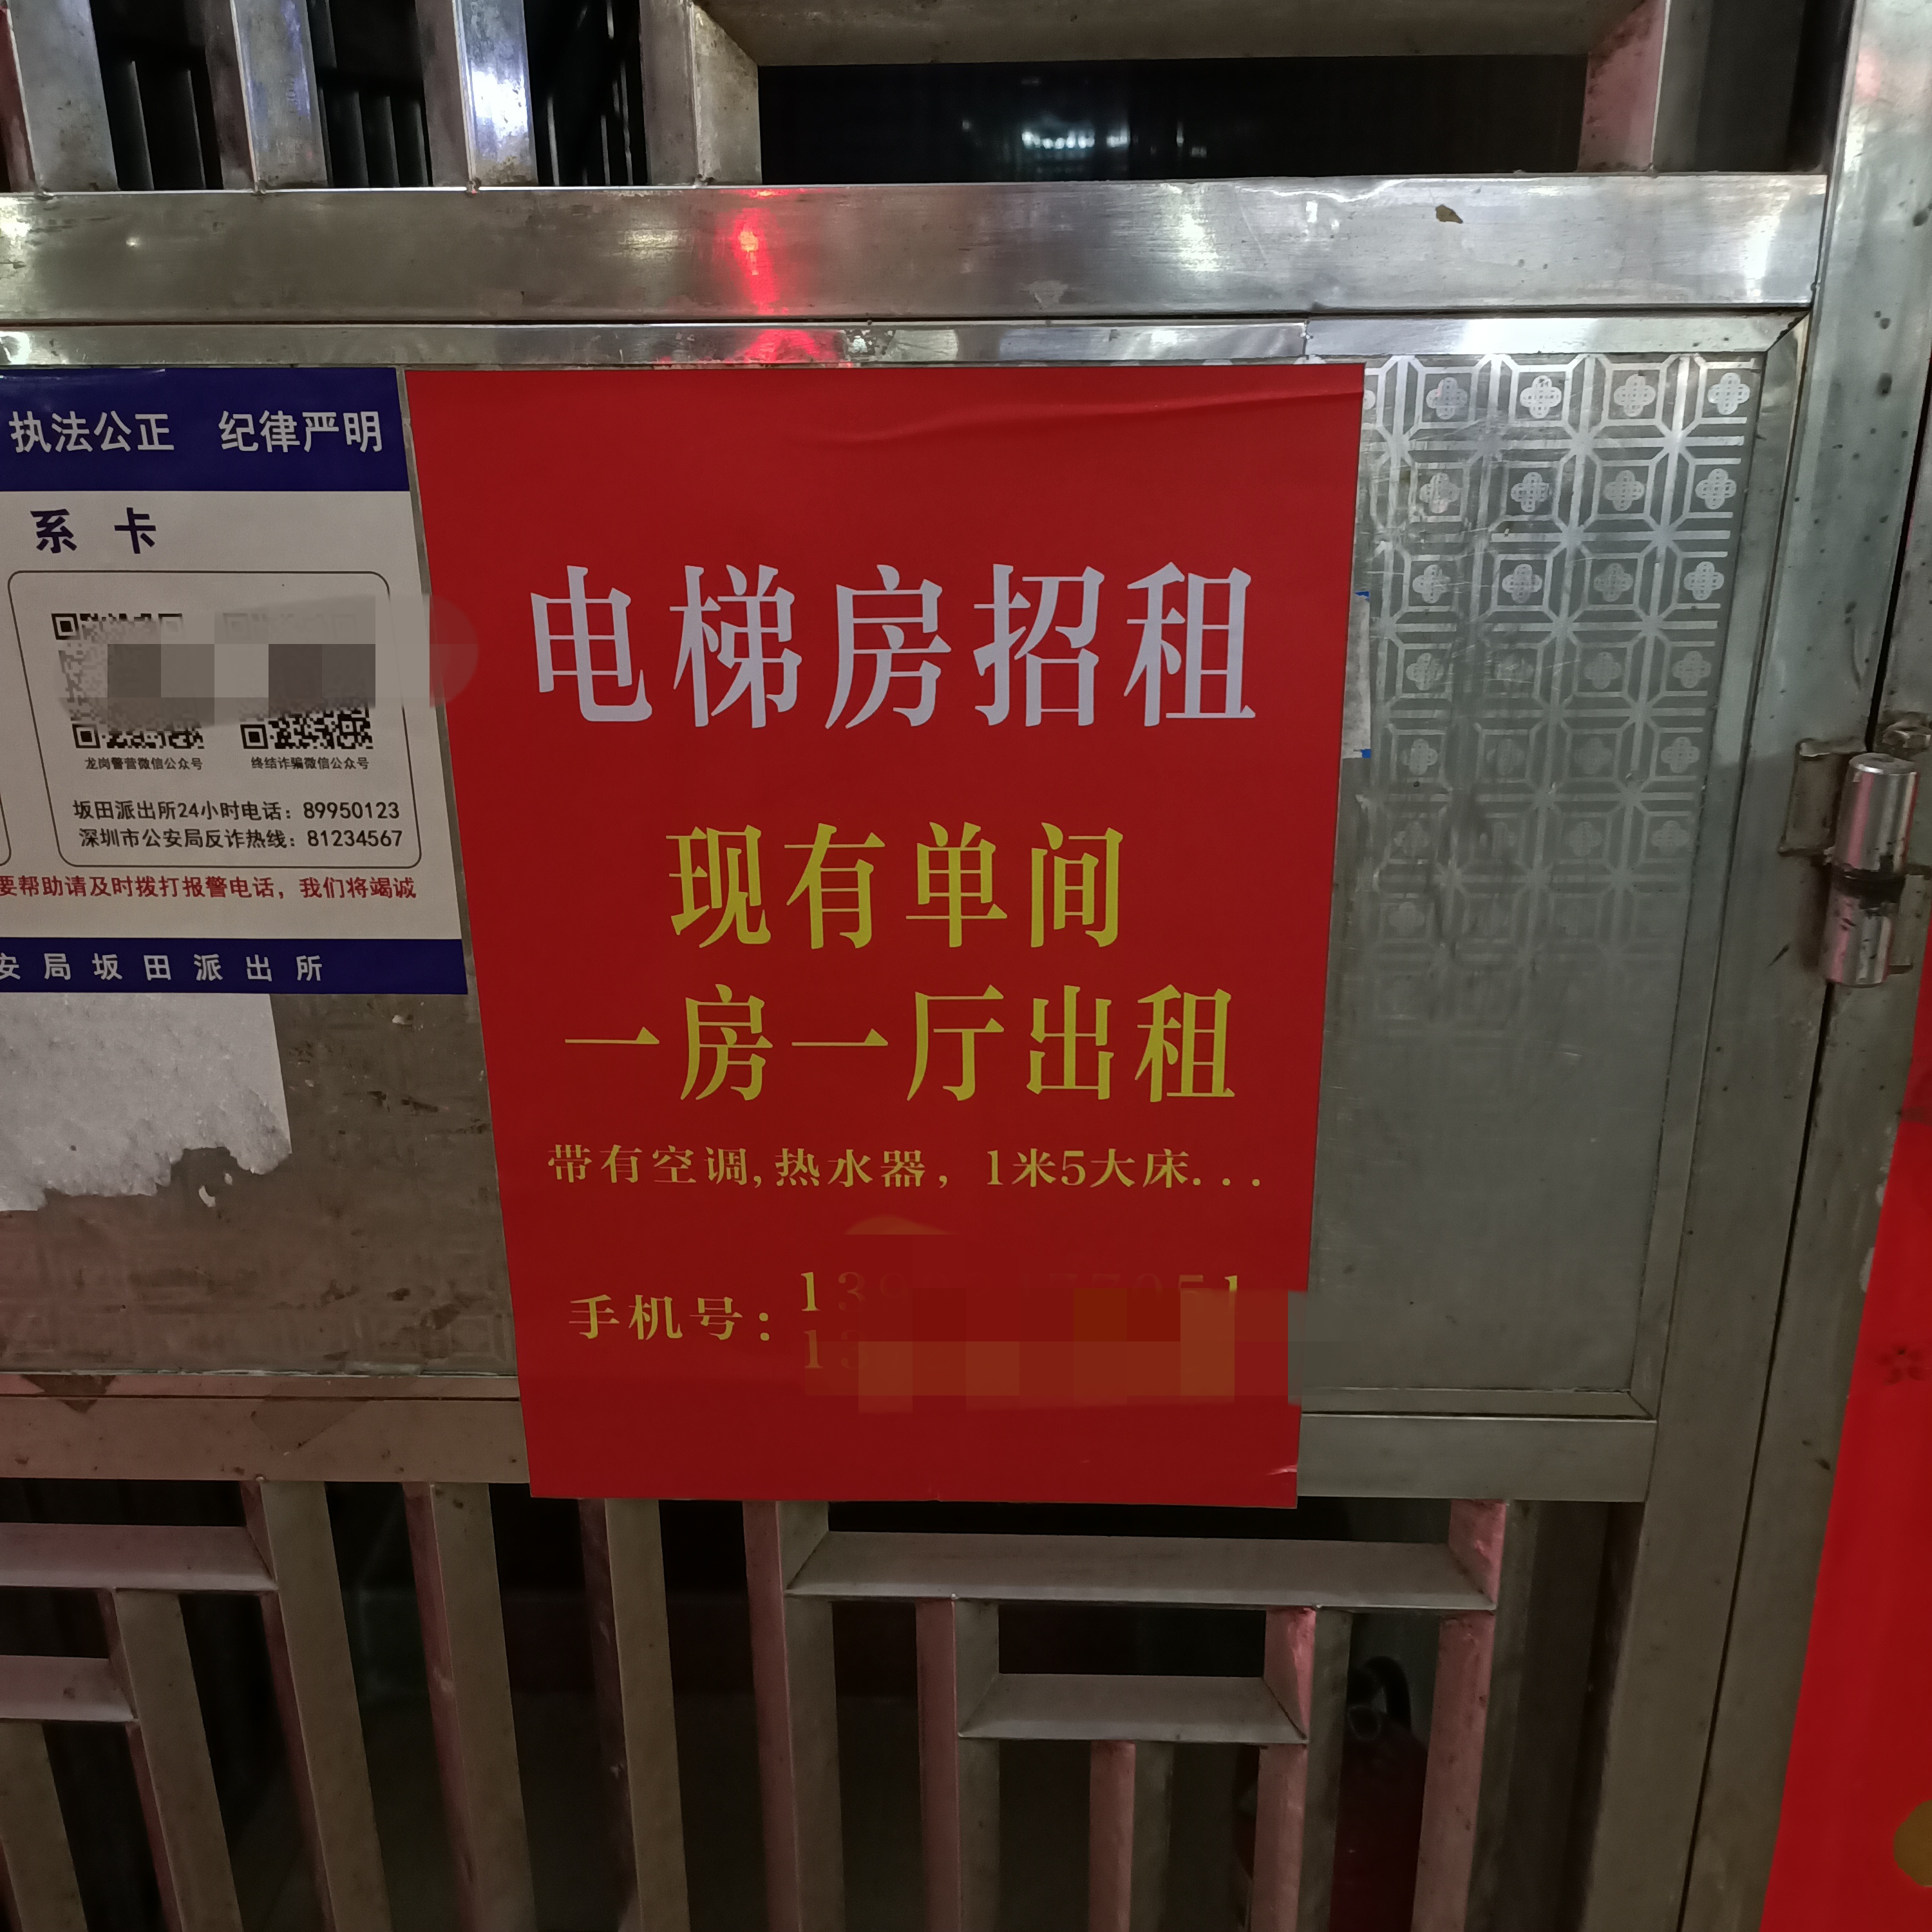 执法公正 纪律严明
系卡
龙岗警营微信公众号 终结诈骗微信公众号
坂田派出所24小时电话：89950123
深圳市公安局反诈热线：81234567
要帮助请及时拨打报警电话，我们将竭诚
安局坂田派出所
电梯房招租
现有单间
一房一厅出租
带有空调,热水器，1米5大床...
手机号：